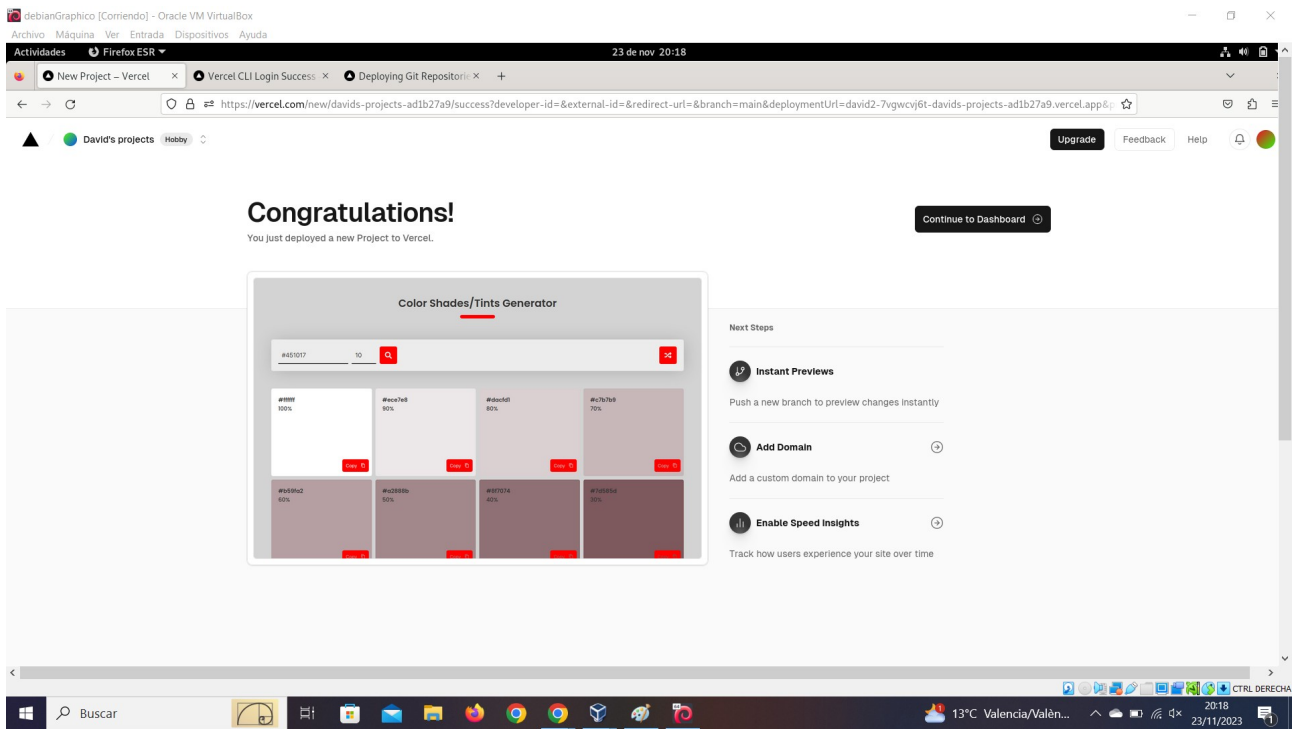 debianGraphico [Corriendo] - Oracle VM VirtualBox
Archivo Máquina Ver Entrada Dispositivos Ayuda
Actividades Firefox ESR 23 de nov 20:18
New Project – Vercel Vercel CLI Login Success Deploying Git Repositorie
https://vercel.com/new/davids-projects-ad1b27a9/success?developer-id=&external-id=&redirect-url=&branch=main&deploymentUrl=david2-7vgwcvj6t-davids-projects-ad1b27a9.vercel.app&p
David's projects Hobby Upgrade Feedback Help
Congratulations!
Continue to Dashboard
You just deployed a new Project to Vercel.
Color Shades/Tints Generator
#451017 10
#ffffff #ece7e8 #dacfd1 #c7b7b9
100% 90% 80% 70%
Copy Copy Copy Copy
#b59fa2 #a2888b #8f7074 #7d585d
60% 50% 40% 30%
Copy Copy Copy Copy
Next Steps
Instant Previews
Push a new branch to preview changes instantly
Add Domain
Add a custom domain to your project
Enable Speed Insights
Track how users experience your site over time
CTRL DERECHA
Buscar 13°C Valencia/Valèn... 20:18
23/11/2023